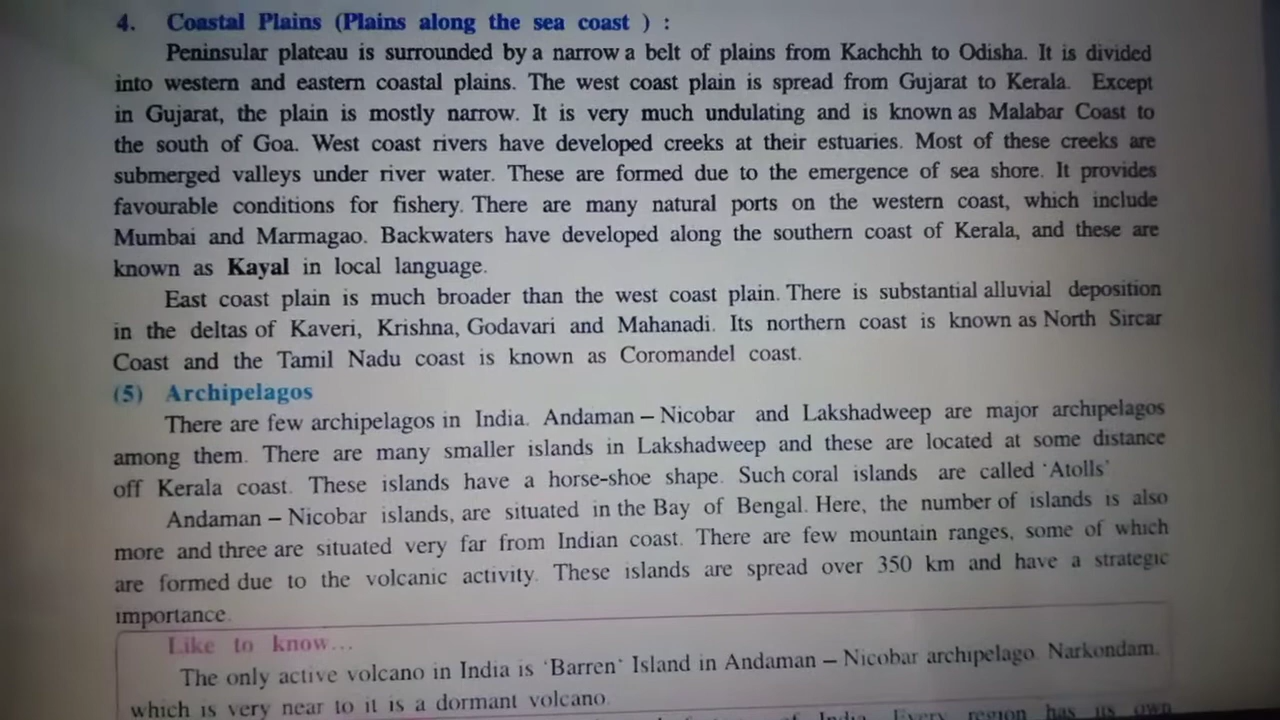 4. Coastal Plains (Plains along the sea coast ) :
Peninsular plateau is surrounded by a narrow a belt of plains from Kachchh to Odisha. It is divided
into western and eastern coastal plains. The west coast plain is spread from Gujarat to Kerala. Except
in Gujarat, the plain is mostly narrow. It is very much undulating and is known as Malabar Coast to
the south of Goa. West coast rivers have developed creeks at their estuaries. Most of these creeks are
submerged valleys under river water. These are formed due to the emergence of sea shore. It provides
favourable conditions for fishery. There are many natural ports on the western coast, which include
Mumbai and Marmagao. Backwaters have developed along the southern coast of Kerala, and these are
known as Kayal in local language.
East coast plain is much broader than the west coast plain. There is substantial alluvial deposition
in the deltas of Kaveri, Krishna, Godavari and Mahanadi. Its northern coast is known as North Sircar
Coast and the Tamil Nadu coast is known as Coromandel coast.
(5) Archipelagos
There are few archipelagos in India. Andaman – Nicobar and Lakshadweep are major archipelagos
among them. There are many smaller islands in Lakshadweep and these are located at some distance
off Kerala coast. These islands have a horse-shoe shape. Such coral islands are called 'Atolls'
Andaman – Nicobar islands, are situated in the Bay of Bengal. Here, the number of islands is also
more and three are situated very far from Indian coast. There are few mountain ranges, some of which
are formed due to the volcanic activity. These islands are spread over 350 km and have a strategic
importance.
Like to know...
The only active volcano in India is 'Barren' Island in Andaman – Nicobar archipelago. Narkondam,
which is very near to it is a dormant volcano.
of India. Every region has its own